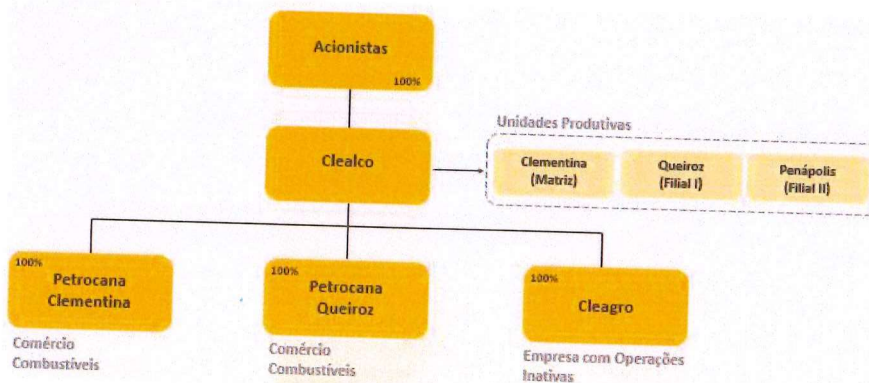 Acionistas
100%
Unidades Produtivas
Clealco
Clementina
(Matriz)
Queiroz
(Filial I)
Penápolis
(Filial II)
100%
Petrocana
Clementina
100%
Petrocana
Queiroz
100%
Cleagro
Comércio
Combustíveis
Comércio
Combustíveis
Empresa com Operações
Inativas